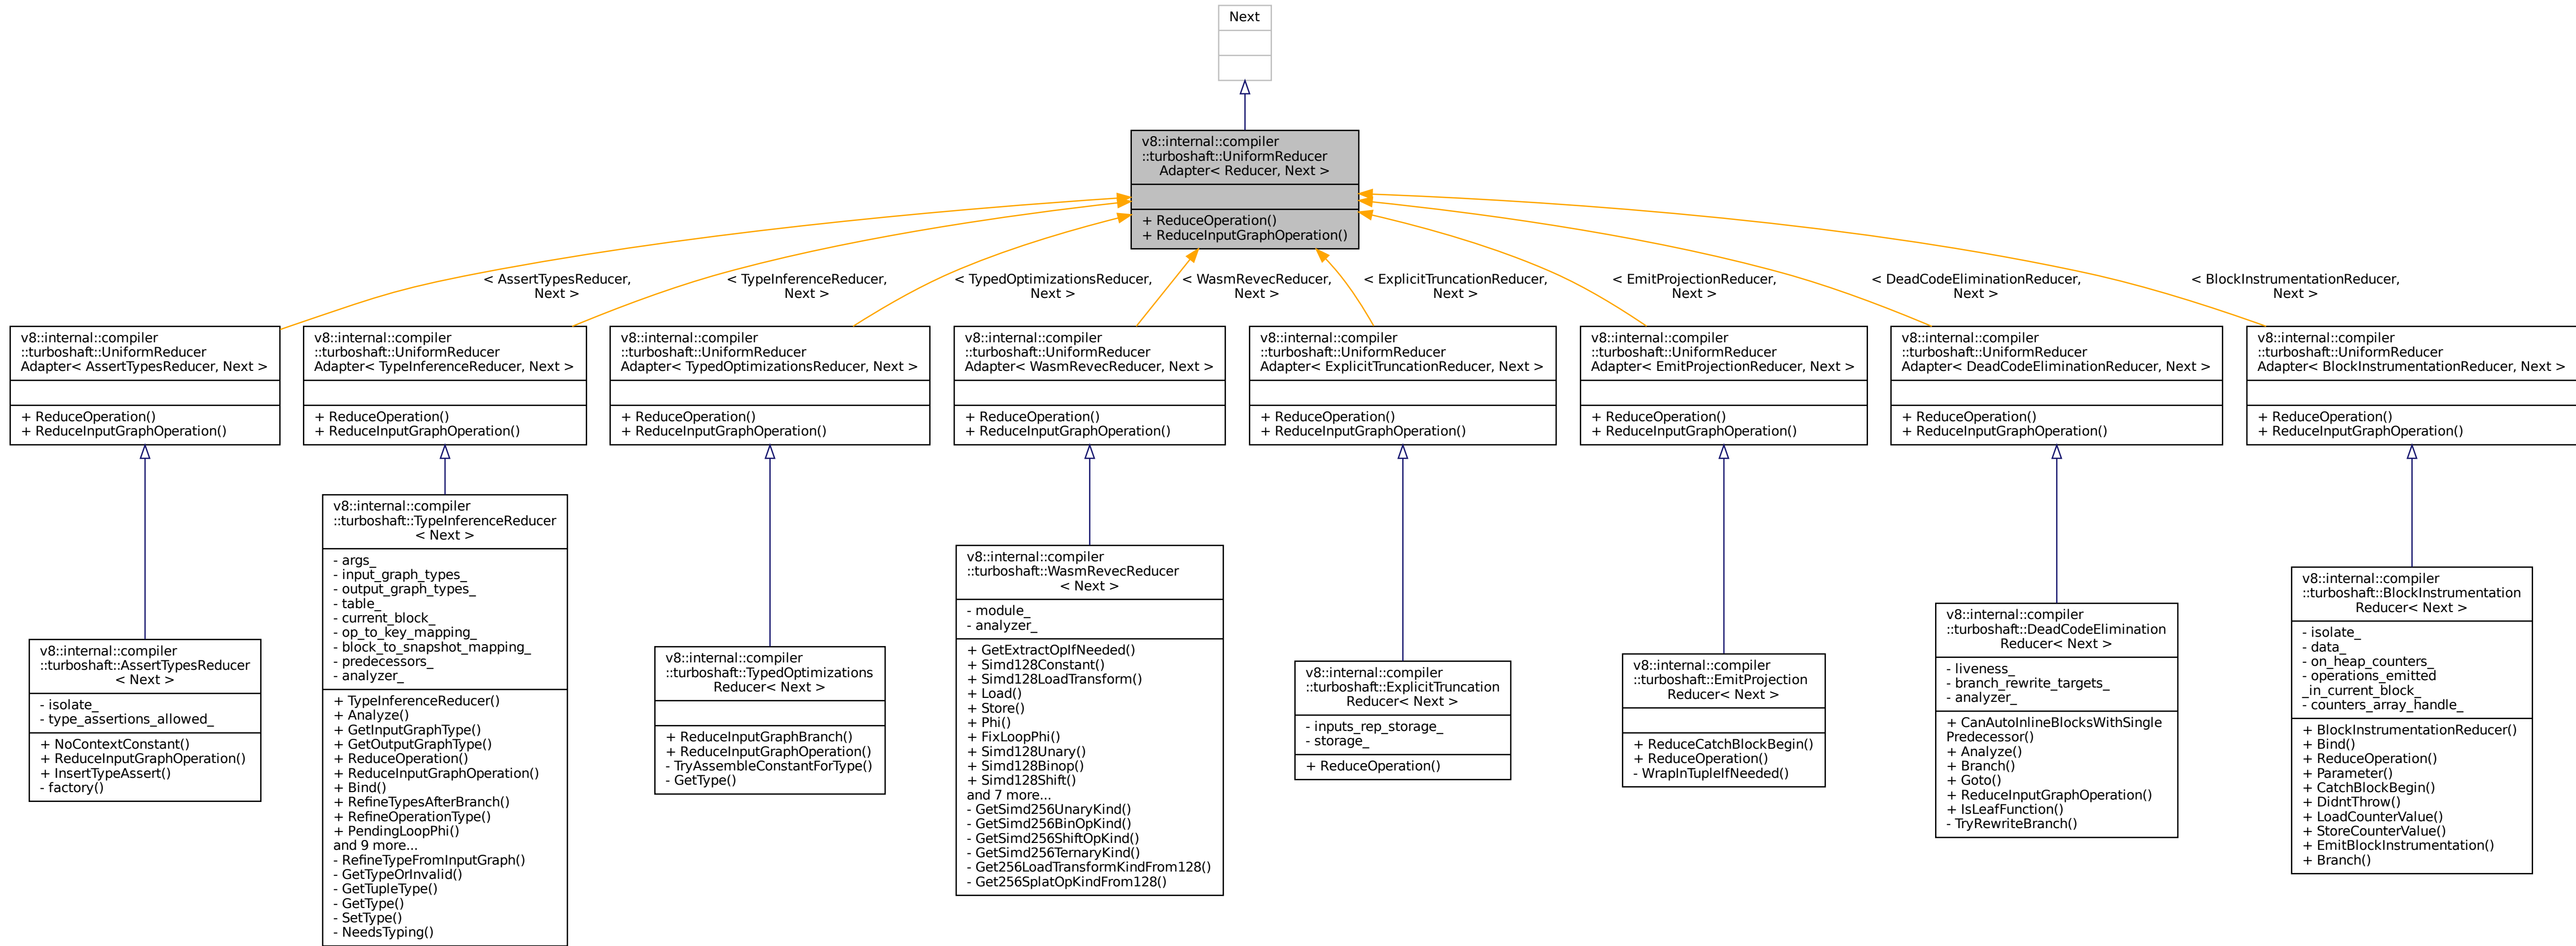 Next
v8::internal::compiler
::turboshaft::UniformReducer
Adapter< Reducer, Next >
+ ReduceOperation()
+ ReduceInputGraphOperation()
< AssertTypesReducer,
Next >
< TypeInferenceReducer,
Next >
< TypedOptimizationsReducer,
Next >
< WasmRevecReducer,
Next >
< ExplicitTruncationReducer,
Next >
< EmitProjectionReducer,
Next >
< DeadCodeEliminationReducer,
Next >
< BlockInstrumentationReducer,
Next >
v8::internal::compiler
::turboshaft::UniformReducer
Adapter< AssertTypesReducer, Next >
+ ReduceOperation()
+ ReduceInputGraphOperation()
v8::internal::compiler
::turboshaft::UniformReducer
Adapter< TypeInferenceReducer, Next >
+ ReduceOperation()
+ ReduceInputGraphOperation()
v8::internal::compiler
::turboshaft::UniformReducer
Adapter< TypedOptimizationsReducer, Next >
+ ReduceOperation()
+ ReduceInputGraphOperation()
v8::internal::compiler
::turboshaft::UniformReducer
Adapter< WasmRevecReducer, Next >
+ ReduceOperation()
+ ReduceInputGraphOperation()
v8::internal::compiler
::turboshaft::UniformReducer
Adapter< ExplicitTruncationReducer, Next >
+ ReduceOperation()
+ ReduceInputGraphOperation()
v8::internal::compiler
::turboshaft::UniformReducer
Adapter< EmitProjectionReducer, Next >
+ ReduceOperation()
+ ReduceInputGraphOperation()
v8::internal::compiler
::turboshaft::UniformReducer
Adapter< DeadCodeEliminationReducer, Next >
+ ReduceOperation()
+ ReduceInputGraphOperation()
v8::internal::compiler
::turboshaft::UniformReducer
Adapter< BlockInstrumentationReducer, Next >
+ ReduceOperation()
+ ReduceInputGraphOperation()
v8::internal::compiler
::turboshaft::AssertTypesReducer
< Next >
- isolate_
- type_assertions_allowed_
+ NoContextConstant()
+ ReduceInputGraphOperation()
+ InsertTypeAssert()
- factory()
v8::internal::compiler
::turboshaft::TypeInferenceReducer
< Next >
- args_
- input_graph_types_
- output_graph_types_
- table_
- current_block_
- op_to_key_mapping_
- block_to_snapshot_mapping_
- predecessors_
- analyzer_
+ TypeInferenceReducer()
+ Analyze()
+ GetInputGraphType()
+ GetOutputGraphType()
+ ReduceOperation()
+ ReduceInputGraphOperation()
+ Bind()
+ RefineTypesAfterBranch()
+ RefineOperationType()
+ PendingLoopPhi()
and 9 more...
- RefineTypeFromInputGraph()
- GetTypeOrInvalid()
- GetTupleType()
- GetType()
- SetType()
- NeedsTyping()
v8::internal::compiler
::turboshaft::TypedOptimizations
Reducer< Next >
+ ReduceInputGraphBranch()
+ ReduceInputGraphOperation()
- TryAssembleConstantForType()
- GetType()
v8::internal::compiler
::turboshaft::WasmRevecReducer
< Next >
- module_
- analyzer_
+ GetExtractOpIfNeeded()
+ Simd128Constant()
+ Simd128LoadTransform()
+ Load()
+ Store()
+ Phi()
+ FixLoopPhi()
+ Simd128Unary()
+ Simd128Binop()
+ Simd128Shift()
and 7 more...
- GetSimd256UnaryKind()
- GetSimd256BinOpKind()
- GetSimd256ShiftOpKind()
- GetSimd256TernaryKind()
- Get256LoadTransformKindFrom128()
- Get256SplatOpKindFrom128()
v8::internal::compiler
::turboshaft::ExplicitTruncation
Reducer< Next >
- inputs_rep_storage_
- storage_
+ ReduceOperation()
v8::internal::compiler
::turboshaft::EmitProjection
Reducer< Next >
+ ReduceCatchBlockBegin()
+ ReduceOperation()
- WrapInTupleIfNeeded()
v8::internal::compiler
::turboshaft::DeadCodeElimination
Reducer< Next >
- liveness_
- branch_rewrite_targets_
- analyzer_
+ CanAutoInlineBlocksWithSingle
Predecessor()
+ Analyze()
+ Branch()
+ Goto()
+ ReduceInputGraphOperation()
+ IsLeafFunction()
- TryRewriteBranch()
v8::internal::compiler
::turboshaft::BlockInstrumentation
Reducer< Next >
- isolate_
- data_
- on_heap_counters_
- operations_emitted
_in_current_block_
- counters_array_handle_
+ BlockInstrumentationReducer()
+ Bind()
+ ReduceOperation()
+ Parameter()
+ CatchBlockBegin()
+ DidntThrow()
+ LoadCounterValue()
+ StoreCounterValue()
+ EmitBlockInstrumentation()
+ Branch()